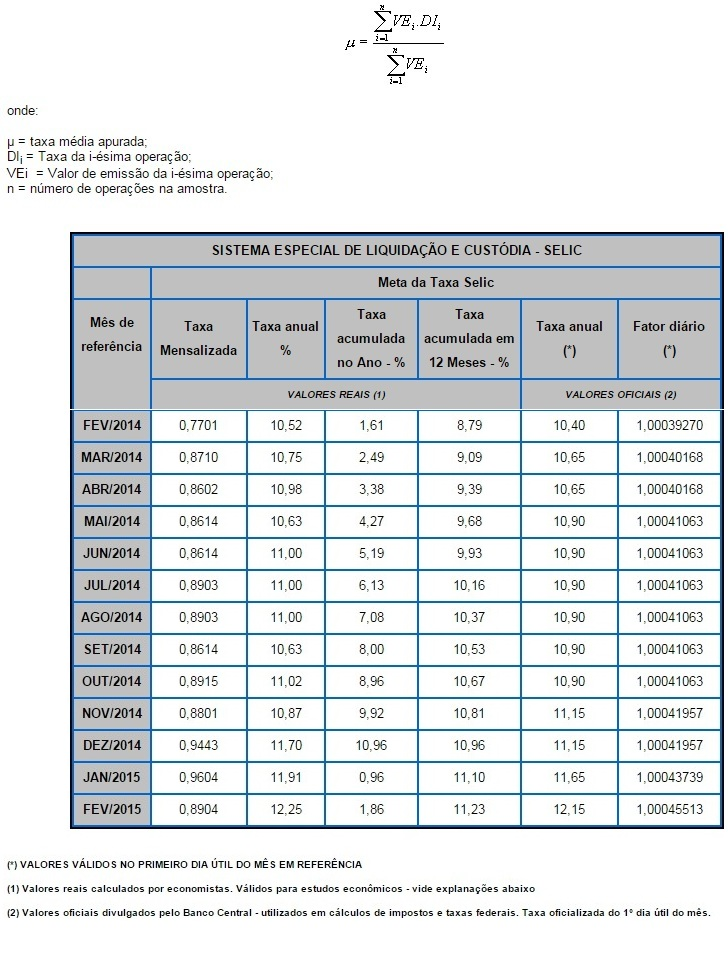 μ = n∑i=1 VEi.DIi / n∑i=1 VEi
onde:
μ = taxa média apurada;
DIi = Taxa da i-ésima operação;
VEi = Valor de emissão da i-ésima operação;
n = número de operações na amostra.
SISTEMA ESPECIAL DE LIQUIDAÇÃO E CUSTÓDIA - SELIC
Meta da Taxa Selic
Mês de
referência
Taxa
Mensalizada
Taxa anual
%
Taxa
acumulada
no Ano - %
Taxa
acumulada em
12 Meses - %
Taxa anual
(*)
Fator diário
(*)
VALORES REAIS (1) VALORES OFICIAIS (2)
FEV/2014 0,7701 10,52 1,61 8,79 10,40 1,00039270
MAR/2014 0,8710 10,75 2,49 9,09 10,65 1,00040168
ABR/2014 0,8602 10,98 3,38 9,39 10,65 1,00040168
MAI/2014 0,8614 10,63 4,27 9,68 10,90 1,00041063
JUN/2014 0,8614 11,00 5,19 9,93 10,90 1,00041063
JUL/2014 0,8903 11,00 6,13 10,16 10,90 1,00041063
AGO/2014 0,8903 11,00 7,08 10,37 10,90 1,00041063
SET/2014 0,8614 10,63 8,00 10,53 10,90 1,00041063
OUT/2014 0,8915 11,02 8,96 10,67 10,90 1,00041063
NOV/2014 0,8801 10,87 9,92 10,81 11,15 1,00041957
DEZ/2014 0,9443 11,70 10,96 10,96 11,15 1,00041957
JAN/2015 0,9604 11,91 0,96 11,10 11,65 1,00043739
FEV/2015 0,8904 12,25 1,86 11,23 12,15 1,00045513
(*) VALORES VÁLIDOS NO PRIMEIRO DIA ÚTIL DO MÊS EM REFERÊNCIA
(1) Valores reais calculados por economistas. Válidos para estudos econômicos - vide explanações abaixo
(2) Valores oficiais divulgados pelo Banco Central - utilizados em cálculos de impostos e taxas federais. Taxa oficializada do 1º dia útil do mês.